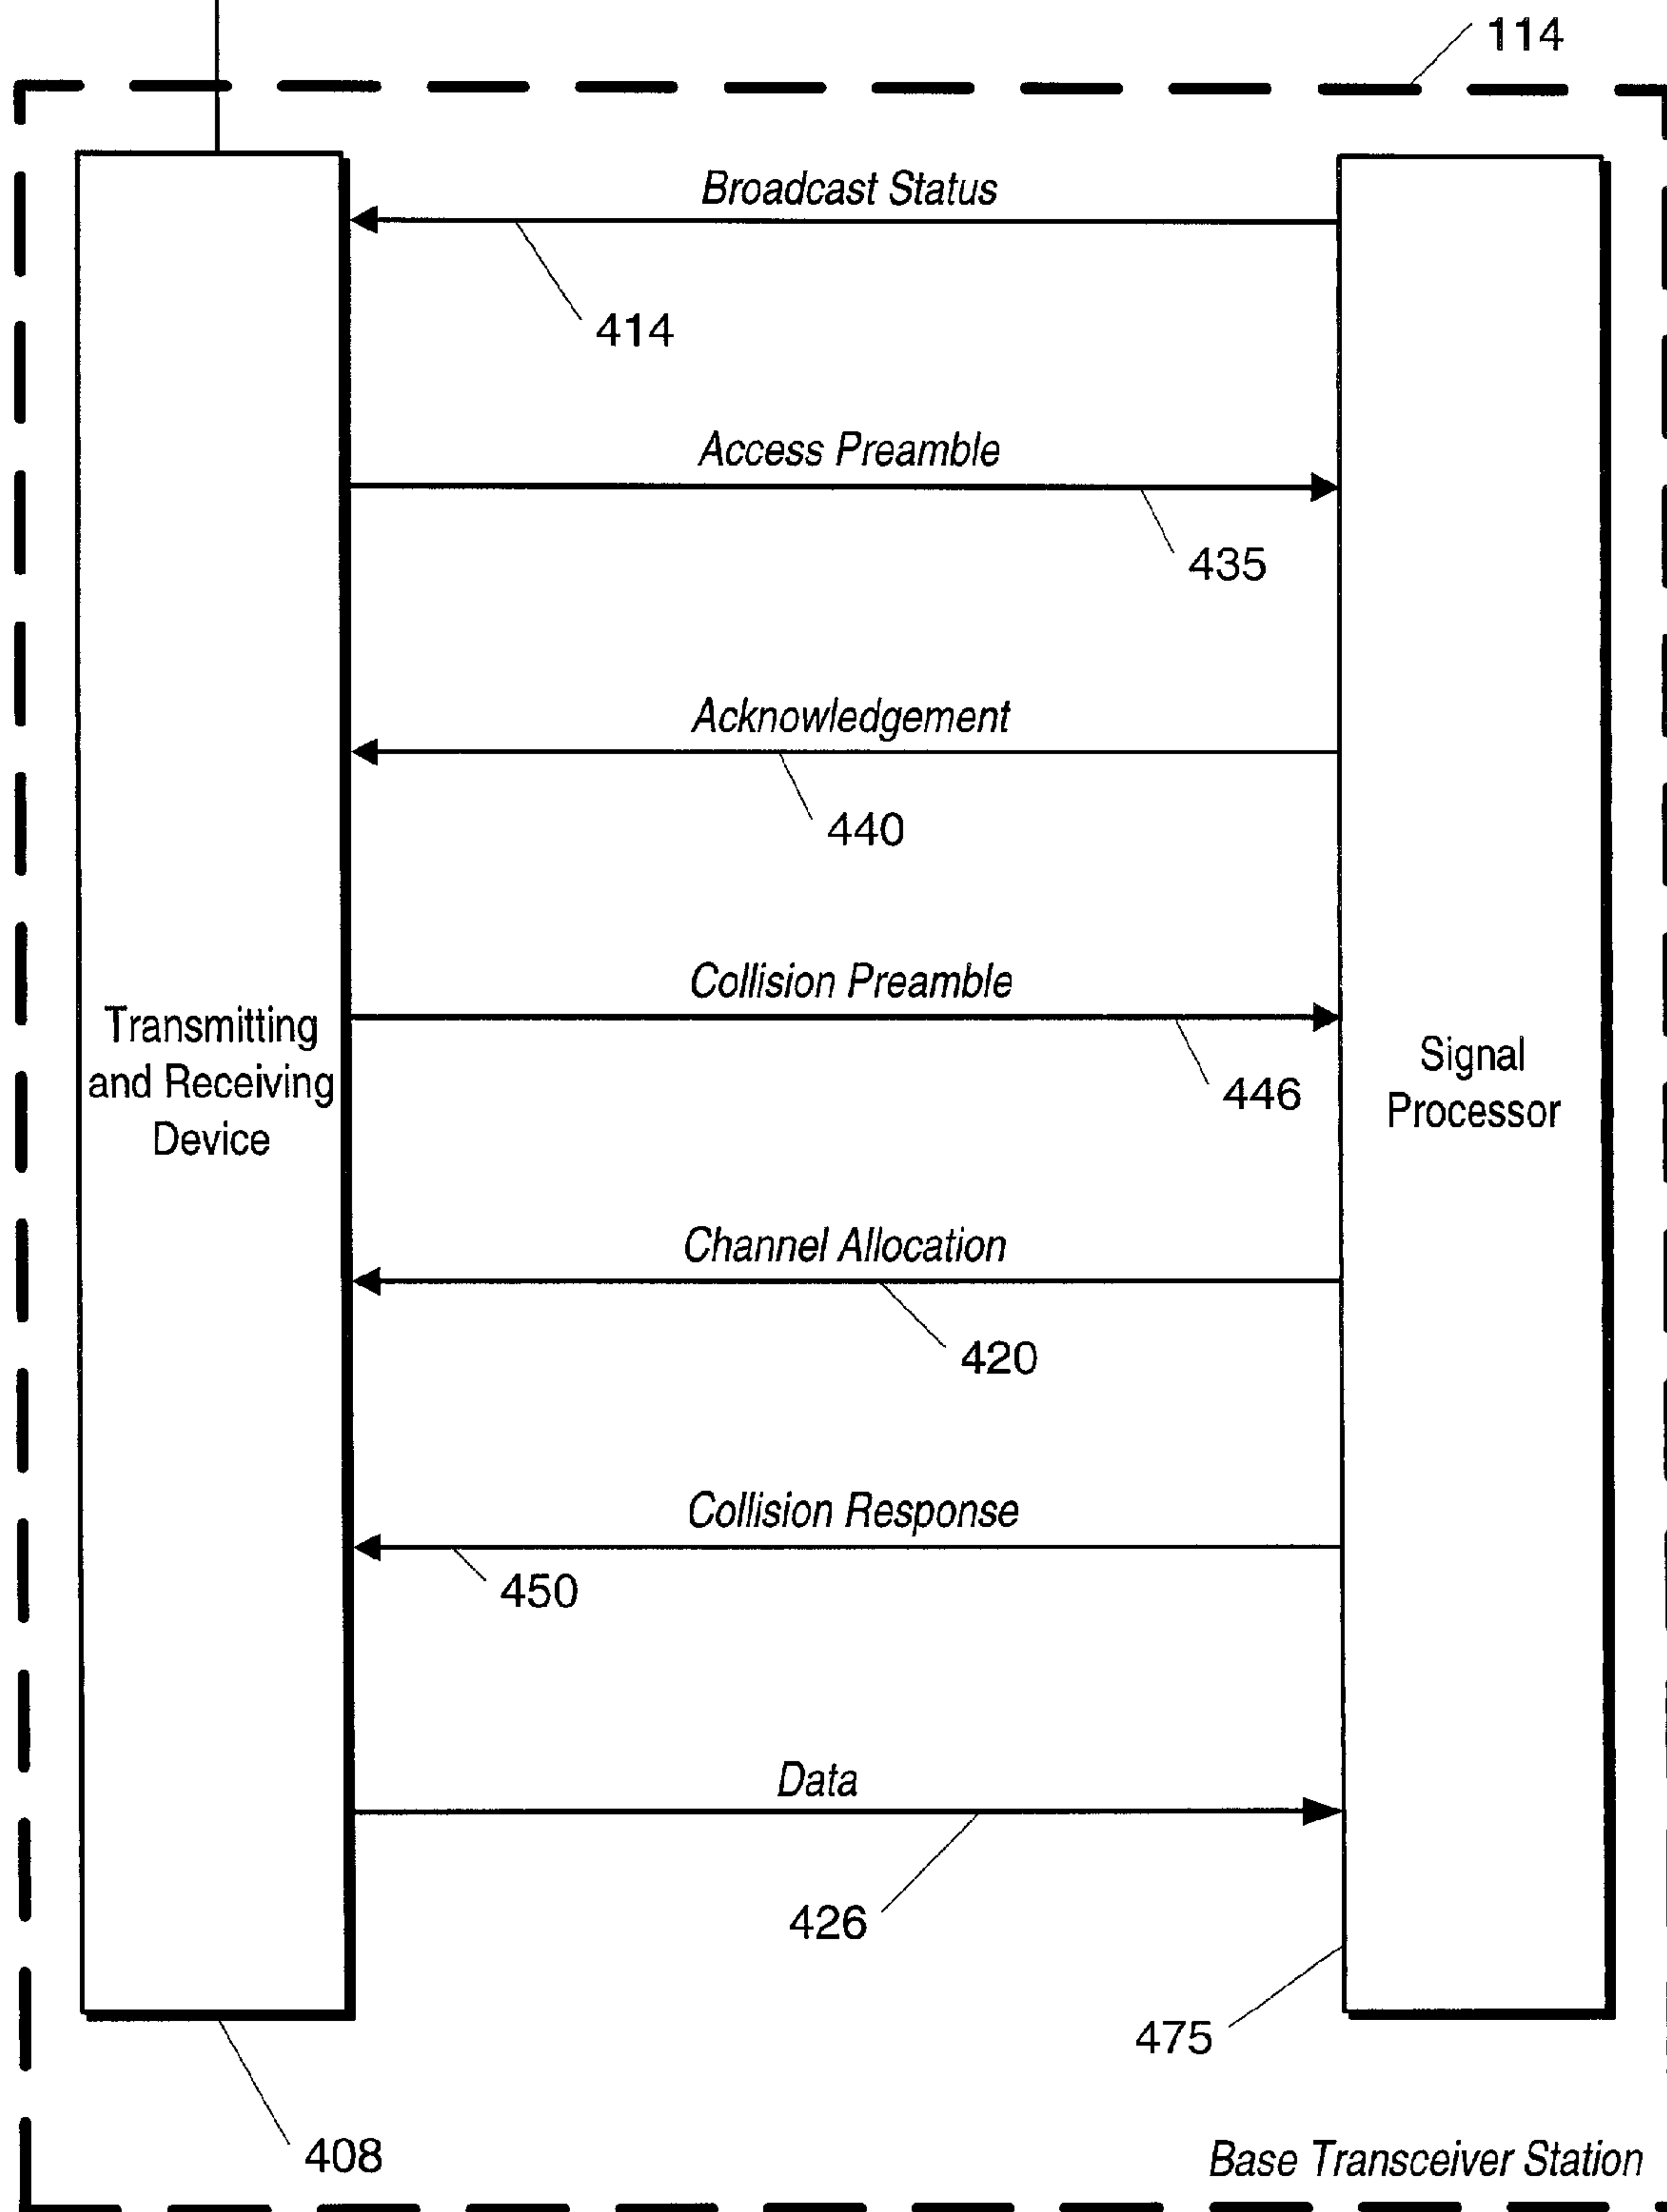 114
Broadcast Status
414
Access Preamble
435
Acknowledgement
440
Collision Preamble
446
Transmitting
and Receiving
Device
Signal
Processor
Channel Allocation
420
Collision Response
450
Data
426
475
408
Base Transceiver Station